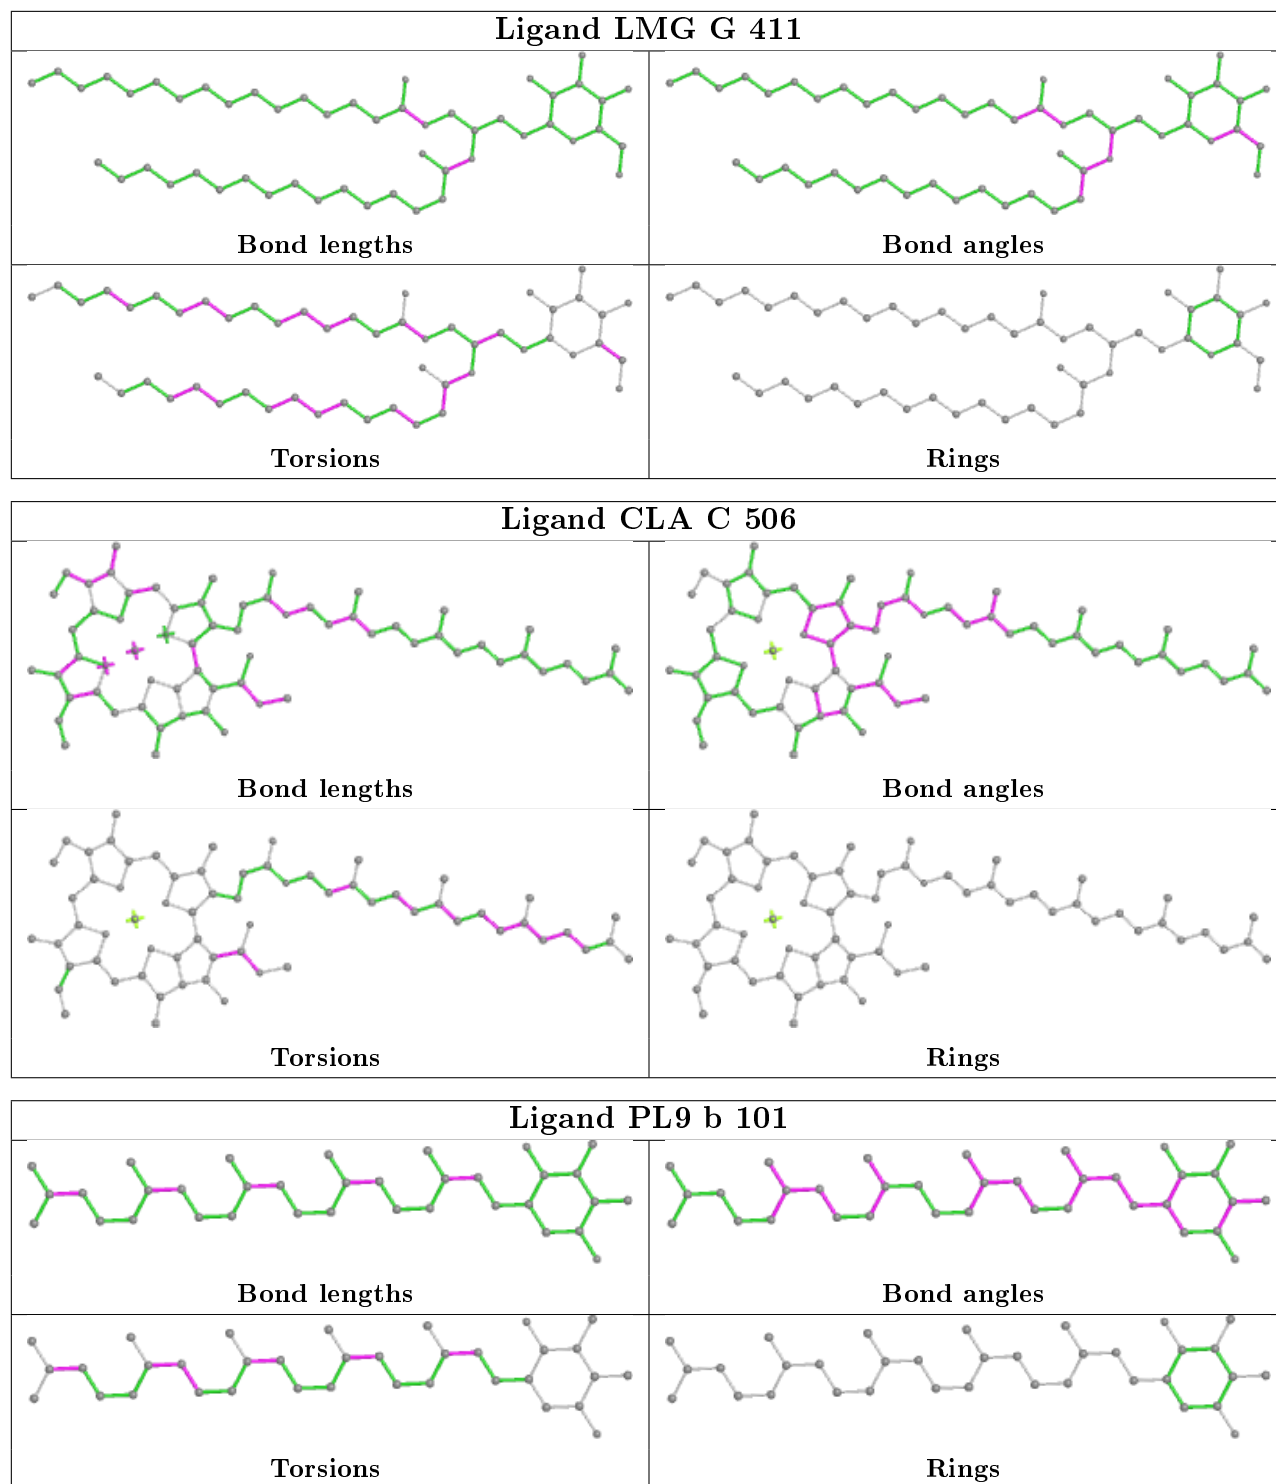 Ligand LMG G 411
Bond lengths
Bond angles
Torsions
Rings
Ligand CLA C 506
Bond lengths
Bond angles
Torsions
Rings
Ligand PL9 b 101
Bond lengths
Bond angles
Torsions
Rings